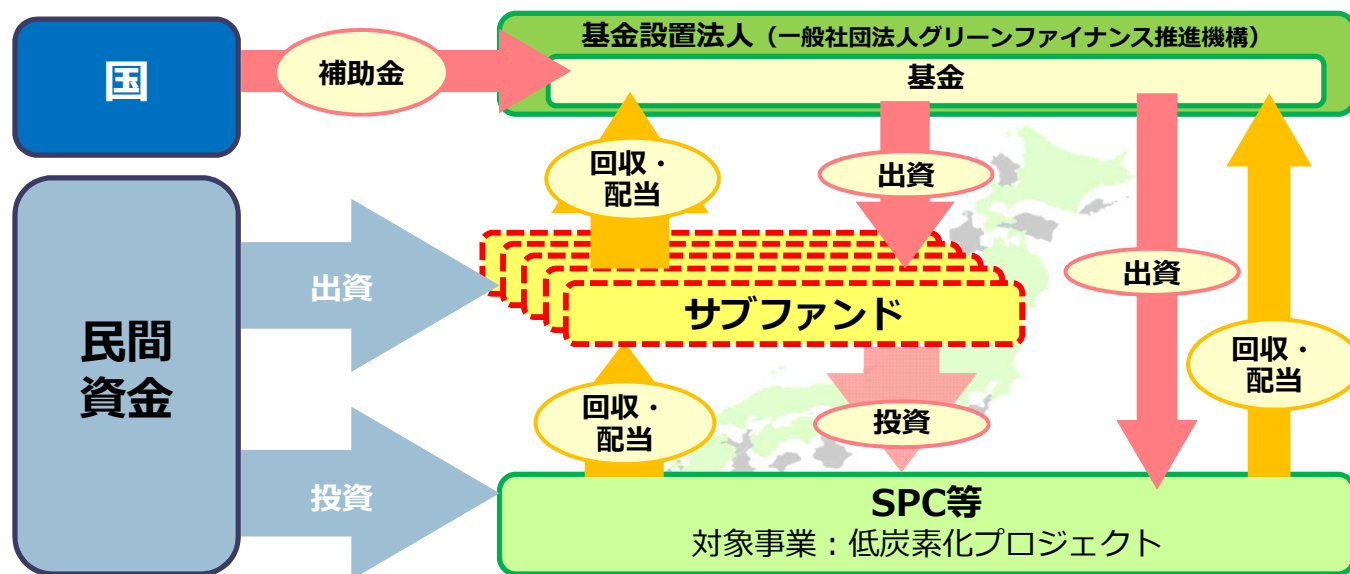 国
補助金
基金設置法人（一般社団法人グリーンファイナンス推進機構）
基金
回収・
配当
出資
出資
回収・
配当
民間
資金
出資
サブファンド
回収・
配当
投資
投資
SPC等
対象事業：低炭素化プロジェクト